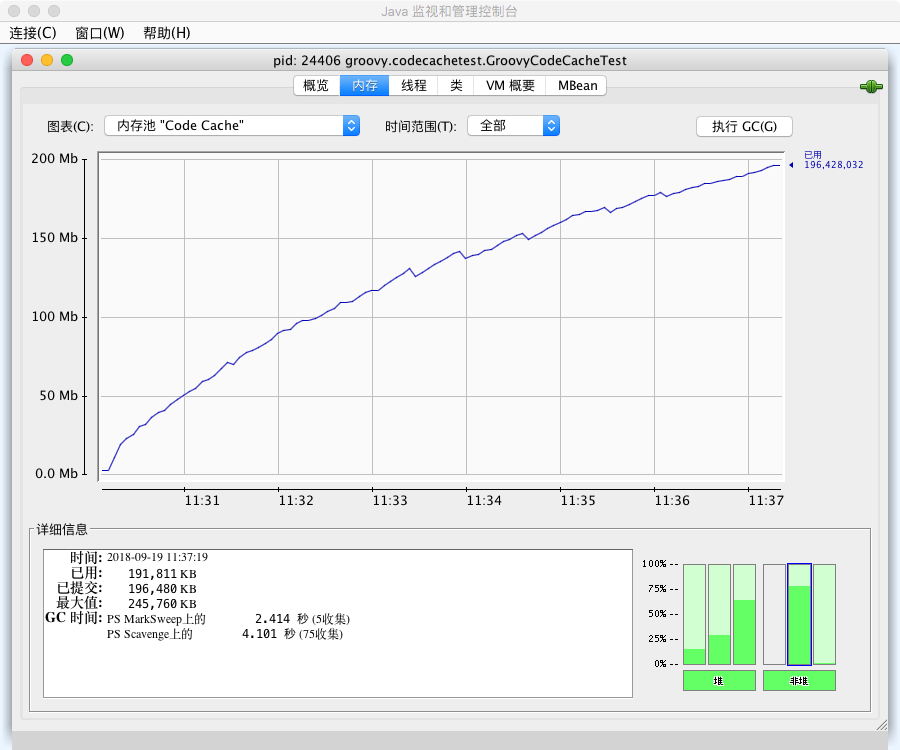 Java 监视和管理控制台
连接(C) 窗口(W) 帮助(H)
pid: 24406 groovy.codecachetest.GroovyCodeCacheTest
概览 内存 线程 类 VM 概要 MBean
图表(C): 内存池 "Code Cache" 时间范围(T): 全部 执行 GC(G)
200 Mb
150 Mb
100 Mb
50 Mb
0.0 Mb
已用
196,428,032
11:31 11:32 11:33 11:34 11:35 11:36 11:37
详细信息
时间: 2018-09-19 11:37:19
已用: 191,811 KB
已提交: 196,480 KB
最大值: 245,760 KB
GC 时间: PS MarkSweep上的 2.414 秒 (5收集)
PS Scavenge上的 4.101 秒 (75收集)
100%
75%
50%
25%
0%
堆 非堆